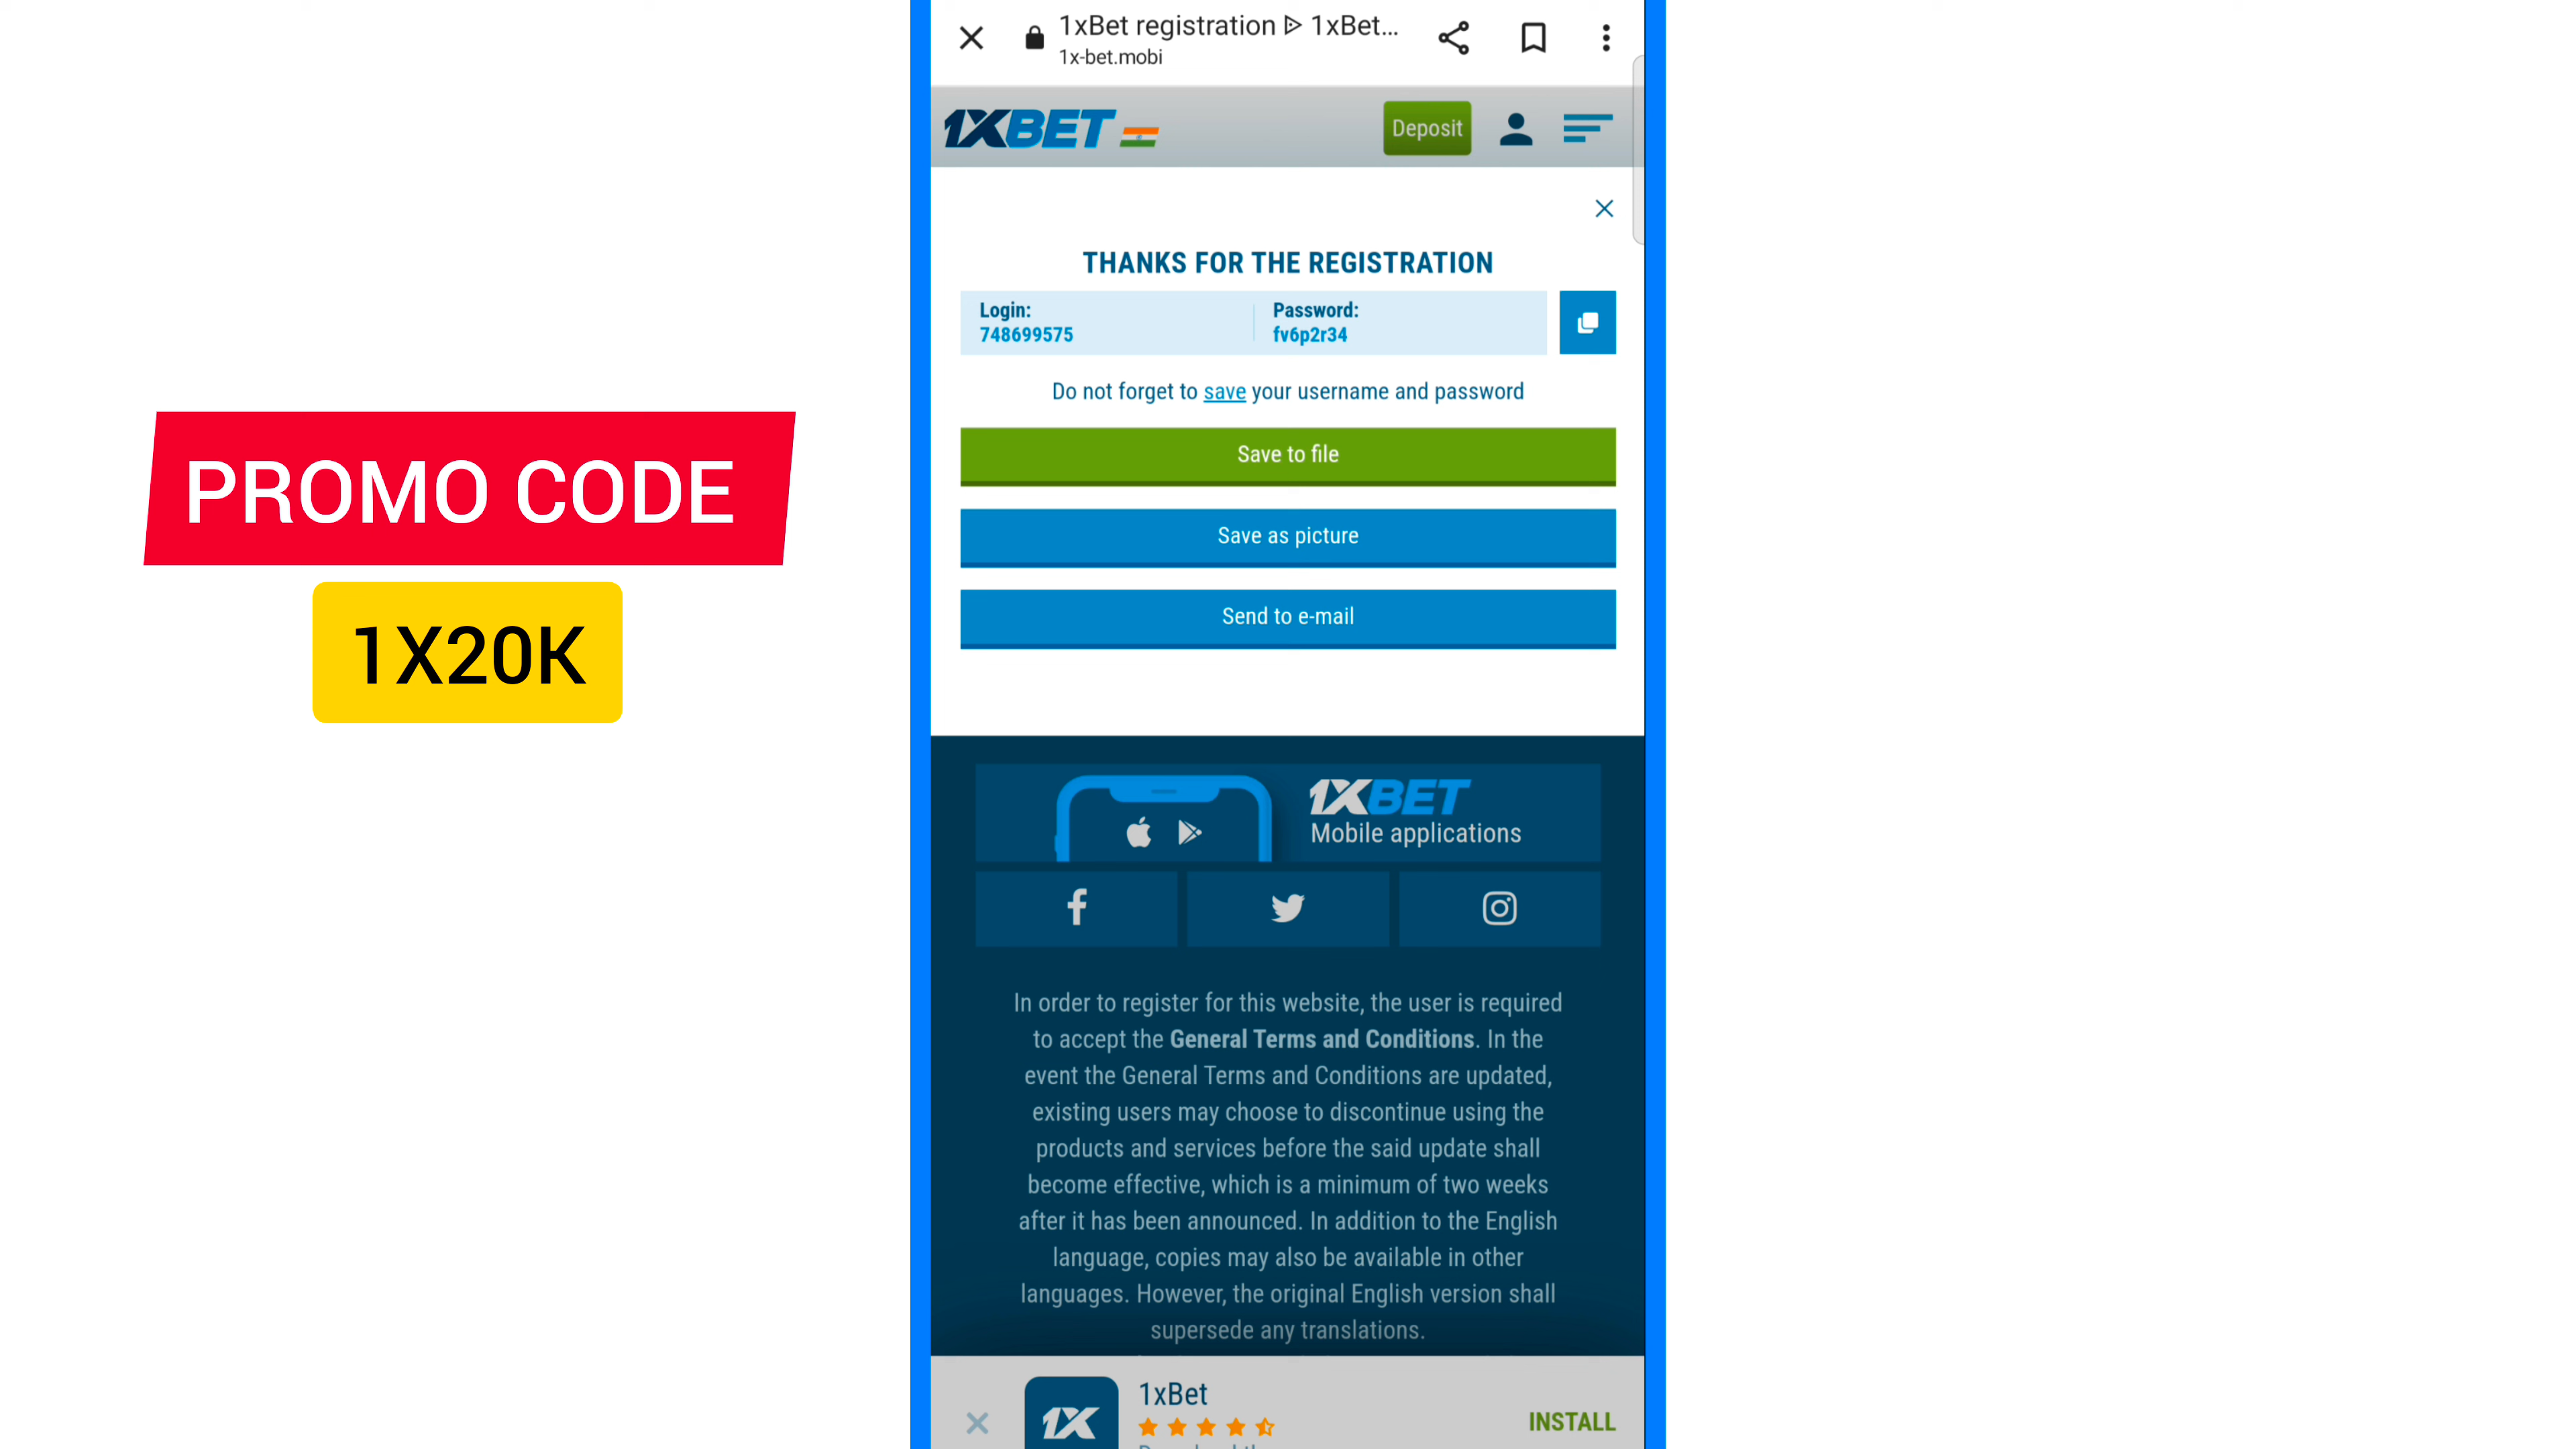 1xBet registration ᐉ 1xBet...
1x-bet.mobi
1XBET
Deposit
THANKS FOR THE REGISTRATION
Login:
748699575
Password:
fv6p2r34
Do not forget to save your username and password
Save to file
Save as picture
Send to e-mail
PROMO CODE
1X20K
1XBET
Mobile applications
In order to register for this website, the user is required
to accept the General Terms and Conditions. In the
event the General Terms and Conditions are updated,
existing users may choose to discontinue using the
products and services before the said update shall
become effective, which is a minimum of two weeks
after it has been announced. In addition to the English
language, copies may also be available in other
languages. However, the original English version shall
supersede any translations.
1X
1xBet
INSTALL